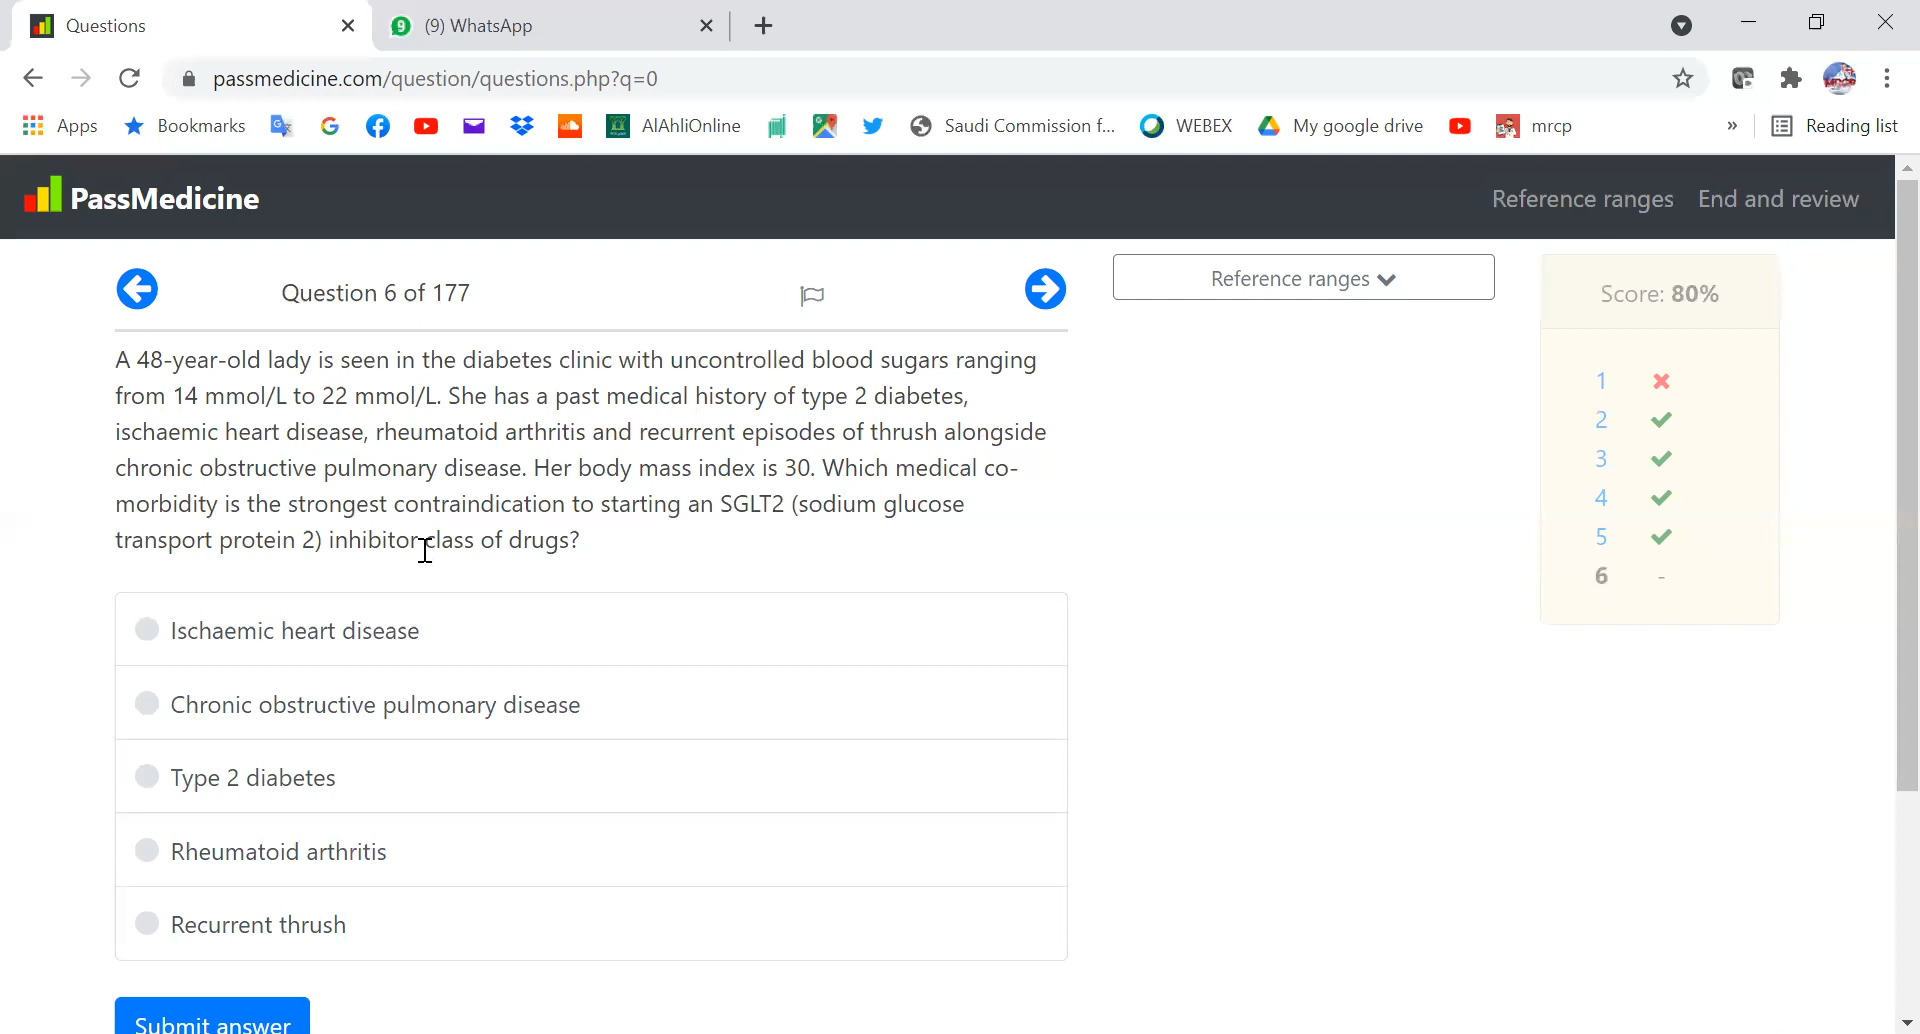 Questions
9 (9) WhatsApp
passmedicine.com/question/questions.php?q=0
Apps Bookmarks AlAhliOnline Saudi Commission f... WEBEX My google drive mrcp » Reading list
PassMedicine
Reference ranges End and review
Question 6 of 177
Reference ranges
Score: 80%
A 48-year-old lady is seen in the diabetes clinic with uncontrolled blood sugars ranging
from 14 mmol/L to 22 mmol/L. She has a past medical history of type 2 diabetes,
ischaemic heart disease, rheumatoid arthritis and recurrent episodes of thrush alongside
chronic obstructive pulmonary disease. Her body mass index is 30. Which medical co-
morbidity is the strongest contraindication to starting an SGLT2 (sodium glucose
transport protein 2) inhibitor class of drugs?
Ischaemic heart disease
Chronic obstructive pulmonary disease
Type 2 diabetes
Rheumatoid arthritis
Recurrent thrush
Submit answer
1
2
3
4
5
6 -